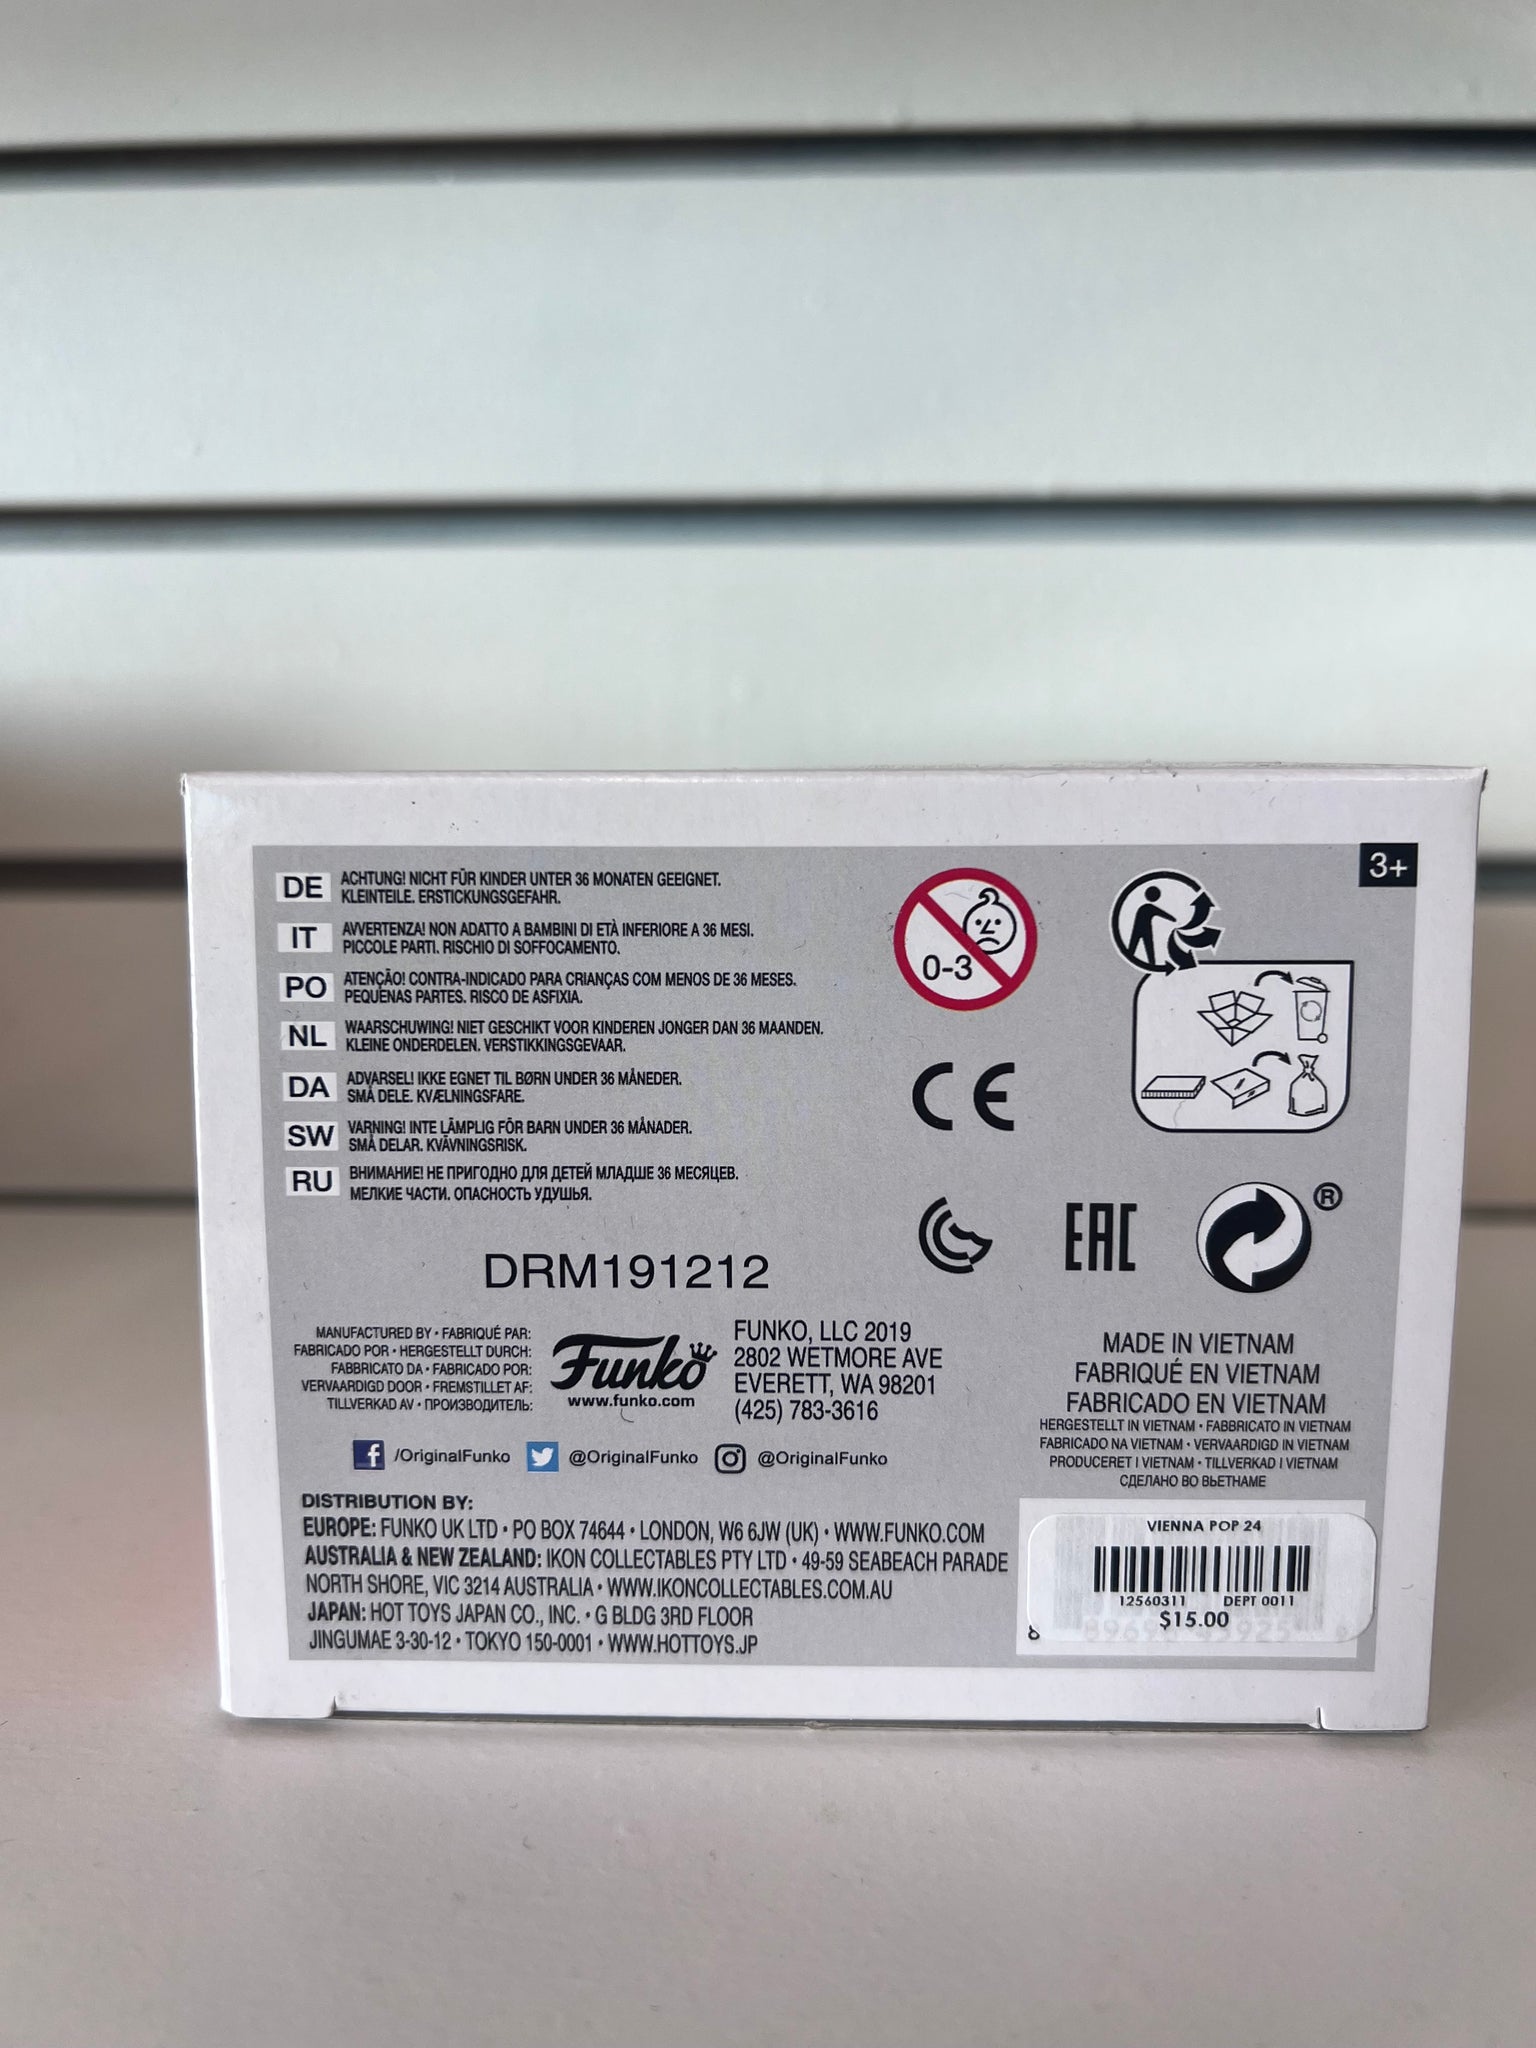 3+
DE
ACHTUNG! NICHT FÜR KINDER UNTER 36 MONATEN GEEIGNET.
KLEINTEILE. ERSTICKUNGSGEFAHR.
IT
AVVERTENZA! NON ADATTO A BAMBINI DI ETÀ INFERIORE A 36 MESI.
PICCOLE PARTI. RISCHIO DI SOFFOCAMENTO.
PO
ATENÇÃO! CONTRA-INDICADO PARA CRIANÇAS COM MENOS DE 36 MESES.
PEQUENAS PARTES. RISCO DE ASFIXIA.
NL
WAARSCHUWING! NIET GESCHIKT VOOR KINDEREN JONGER DAN 36 MAANDEN.
KLEINE ONDERDELEN. VERSTIKKINGSGEVAAR.
DA
ADVARSEL! IKKE EGNET TIL BØRN UNDER 36 MÅNEDER.
SMÅ DELE. KVÆLNINGSFARE.
SW
VARNING! INTE LÄMPLIG FÖR BARN UNDER 36 MÅNADER.
SMÅ DELAR. KVÄVNINGSRISK.
RU
ВНИМАНИЕ! НЕ ПРИГОДНО ДЛЯ ДЕТЕЙ МЛАДШЕ 36 МЕСЯЦЕВ.
МЕЛКИЕ ЧАСТИ. ОПАСНОСТЬ УДУШЬЯ.
0-3
CE
EAC
®
DRM191212
MANUFACTURED BY • FABRIQUÉ PAR:
FABRICADO POR • HERGESTELLT DURCH:
FABBRICATO DA • FABRICADO POR:
VERVAARDIGD DOOR • FREMSTILLET AF:
TILLVERKAD AV • ПРОИЗВОДИТЕЛЬ:
Funko
www.funko.com
FUNKO, LLC 2019
2802 WETMORE AVE
EVERETT, WA 98201
(425) 783-3616
MADE IN VIETNAM
FABRIQUÉ EN VIETNAM
FABRICADO EN VIETNAM
HERGESTELLT IN VIETNAM • FABBRICATO IN VIETNAM
FABRICADO NA VIETNAM • VERVAARDIGD IN VIETNAM
PRODUCERET I VIETNAM • TILLVERKAD I VIETNAM
СДЕЛАНО ВО ВЬЕТНАМЕ
f /OriginalFunko @OriginalFunko @OriginalFunko
DISTRIBUTION BY:
EUROPE: FUNKO UK LTD • PO BOX 74644 • LONDON, W6 6JW (UK) • WWW.FUNKO.COM
AUSTRALIA & NEW ZEALAND: IKON COLLECTABLES PTY LTD • 49-59 SEABEACH PARADE
NORTH SHORE, VIC 3214 AUSTRALIA • WWW.IKONCOLLECTABLES.COM.AU
JAPAN: HOT TOYS JAPAN CO., INC. • G BLDG 3RD FLOOR
JINGUMAE 3-30-12 • TOKYO 150-0001 • WWW.HOTTOYS.JP
VIENNA POP 24
12560311 DEPT 0011
$15.00